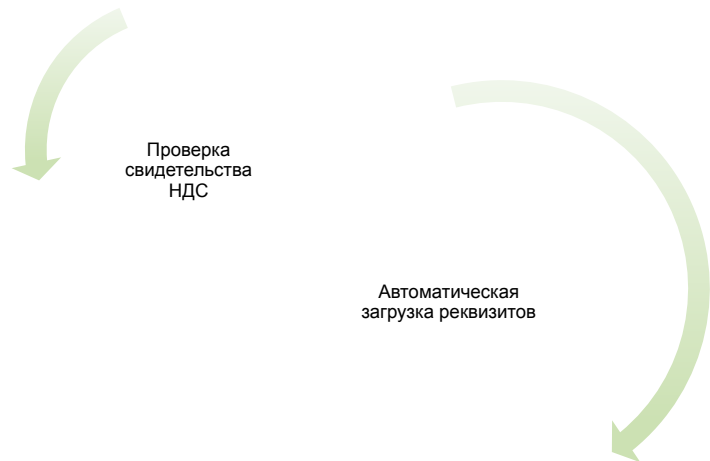 Проверка
свидетельства
НДС
Автоматическая
загрузка реквизитов